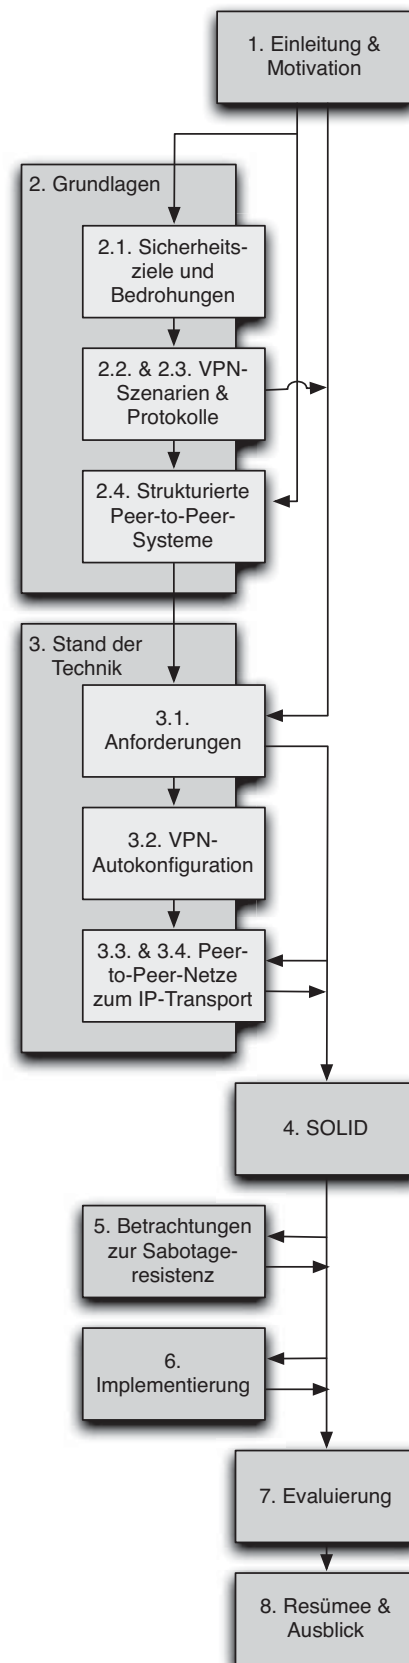 1. Einleitung &
Motivation
2. Grundlagen
2.1. Sicherheits-
ziele und
Bedrohungen
2.2. & 2.3. VPN-
Szenarien &
Protokolle
2.4. Strukturierte
Peer-to-Peer-
Systeme
3. Stand der
Technik
3.1.
Anforderungen
3.2. VPN-
Autokonfiguration
3.3. & 3.4. Peer-
to-Peer-Netze
zum IP-Transport
4. SOLID
5. Betrachtungen
zur Sabotage-
resistenz
6.
Implementierung
7. Evaluierung
8. Resümee &
Ausblick